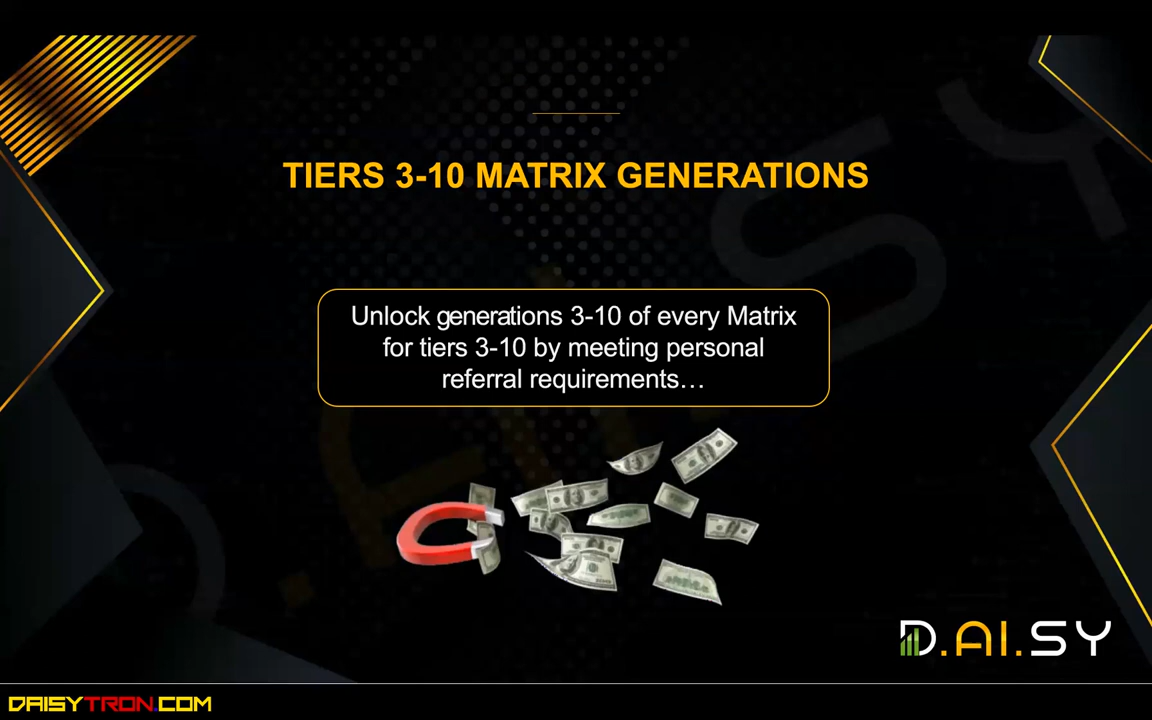 TIERS 3-10 MATRIX GENERATIONS
Unlock generations 3-10 of every Matrix
for tiers 3-10 by meeting personal
referral requirements…
D.AI.SY
DAISYTRON.COM